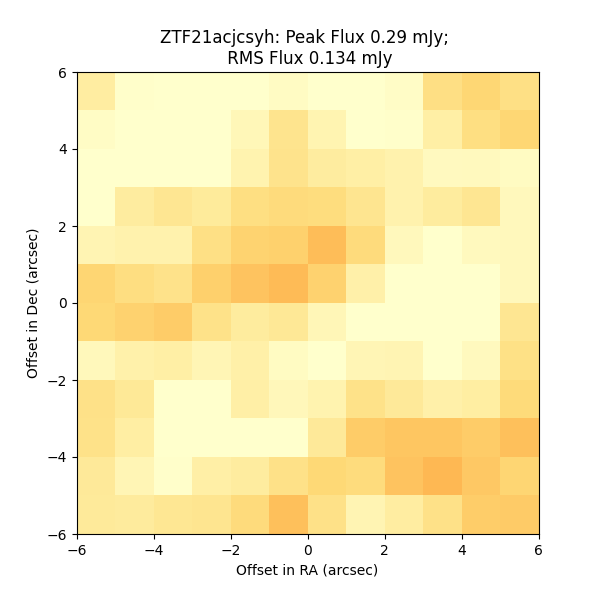 ZTF21acjcsyh: Peak Flux 0.29 mJy;
RMS Flux 0.134 mJy
6
4
2
0
−2
−4
−6
Offset in Dec (arcsec)
−6 −4 −2 0 2 4 6
Offset in RA (arcsec)